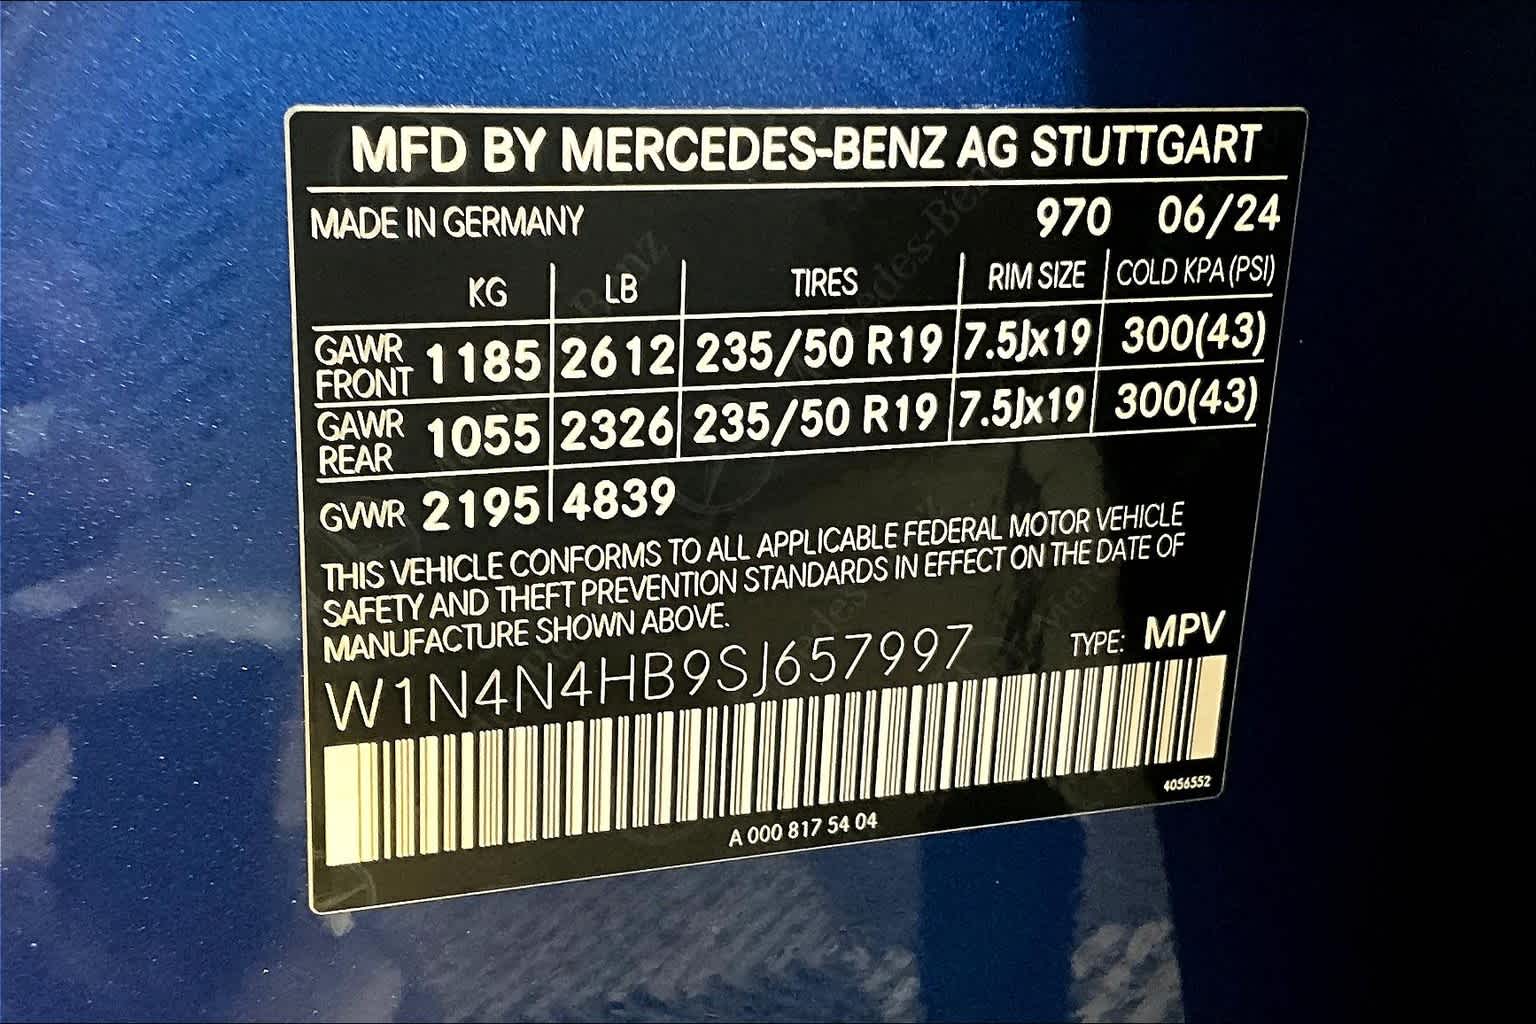 MFD BY MERCEDES-BENZ AG STUTTGART
MADE IN GERMANY 970 06/24
KG LB TIRES RIM SIZE COLD KPA (PSI)
GAWR FRONT 1185 2612 235/50 R19 7.5Jx19 300(43)
GAWR REAR 1055 2326 235/50 R19 7.5Jx19 300(43)
GVWR 2195 4839
THIS VEHICLE CONFORMS TO ALL APPLICABLE FEDERAL MOTOR VEHICLE
SAFETY AND THEFT PREVENTION STANDARDS IN EFFECT ON THE DATE OF
MANUFACTURE SHOWN ABOVE.
W1N4N4HB9SJ657997 TYPE: MPV
4056552
A 000 817 54 04